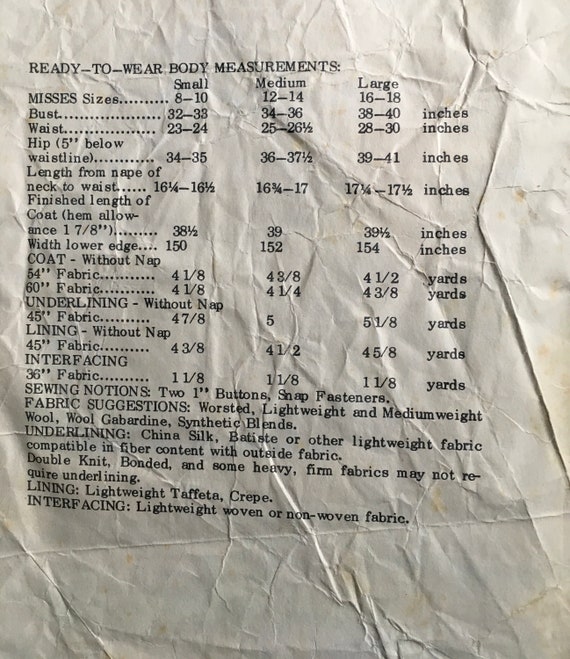 READY-TO-WEAR BODY MEASUREMENTS:
Small Medium Large
MISSES Sizes.......... 8-10 12-14 16-18
Bust..................... 32-33 34-36 38-40 inches
Waist................... 23-24 25-26½ 28-30 inches
Hip (5" below
waistline)............ 34-35 36-37½ 39-41 inches
Length from nape of
neck to waist...... 16¼-16½ 16¾-17 17¼-17½ inches
Finished length of
Coat (hem allow-
ance 1 7/8")......... 38½ 39 39½ inches
Width lower edge.... 150 152 154 inches
COAT - Without Nap
54" Fabric........... 4 1/8 4 3/8 4 1/2 yards
60" Fabric........... 4 1/8 4 1/4 4 3/8 yards
UNDERLINING - Without Nap
45" Fabric.......... 4 7/8 5 5 1/8 yards
LINING - Without Nap
45" Fabric.......... 4 3/8 4 1/2 4 5/8 yards
INTERFACING
36" Fabric.......... 1 1/8 1 1/8 1 1/8 yards
SEWING NOTIONS: Two 1" Buttons, Snap Fasteners.
FABRIC SUGGESTIONS: Worsted, Lightweight and Mediumweight
Wool, Wool Gabardine, Synthetic Blends.
UNDERLINING: China Silk, Batiste or other lightweight fabric
compatible in fiber content with outside fabric.
Double Knit, Bonded, and some heavy, firm fabrics may not re-
quire underlining.
LINING: Lightweight Taffeta, Crepe.
INTERFACING: Lightweight woven or non-woven fabric.